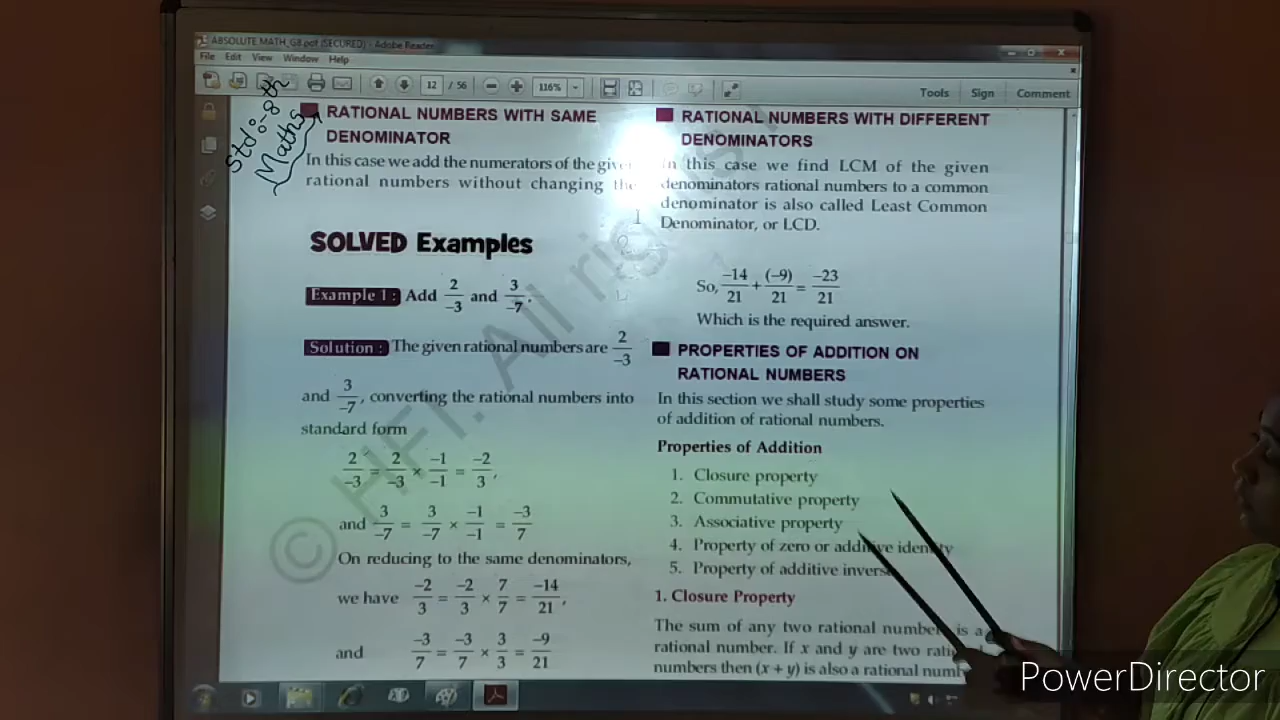 ABSOLUTE MATH_G8.pdf (SECURED) - Adobe Reader
File Edit View Window Help
12 / 56 116% Tools Sign Comment
Std:-8th
Maths
RATIONAL NUMBERS WITH SAME
DENOMINATOR
In this case we add the numerators of the given
rational numbers without changing the
SOLVED Examples
Example 1 : Add 2/-3 and 3/-7.
Solution : The given rational numbers are 2/-3
and 3/-7, converting the rational numbers into
standard form
2/-3 = 2/-3 × -1/-1 = -2/3,
and 3/-7 = 3/-7 × -1/-1 = -3/7
On reducing to the same denominators,
we have -2/3 = -2/3 × 7/7 = -14/21,
and -3/7 = -3/7 × 3/3 = -9/21
RATIONAL NUMBERS WITH DIFFERENT
DENOMINATORS
In this case we find LCM of the given
denominators rational numbers to a common
denominator is also called Least Common
Denominator, or LCD.
So, -14/21 + (-9)/21 = -23/21
Which is the required answer.
PROPERTIES OF ADDITION ON
RATIONAL NUMBERS
In this section we shall study some properties
of addition of rational numbers.
Properties of Addition
1. Closure property
2. Commutative property
3. Associative property
4. Property of zero or additive identity
5. Property of additive inverse
1. Closure Property
The sum of any two rational numbers is a
rational number. If x and y are two rational
numbers then (x + y) is also a rational numb
© HFI. All rights
PowerDirector